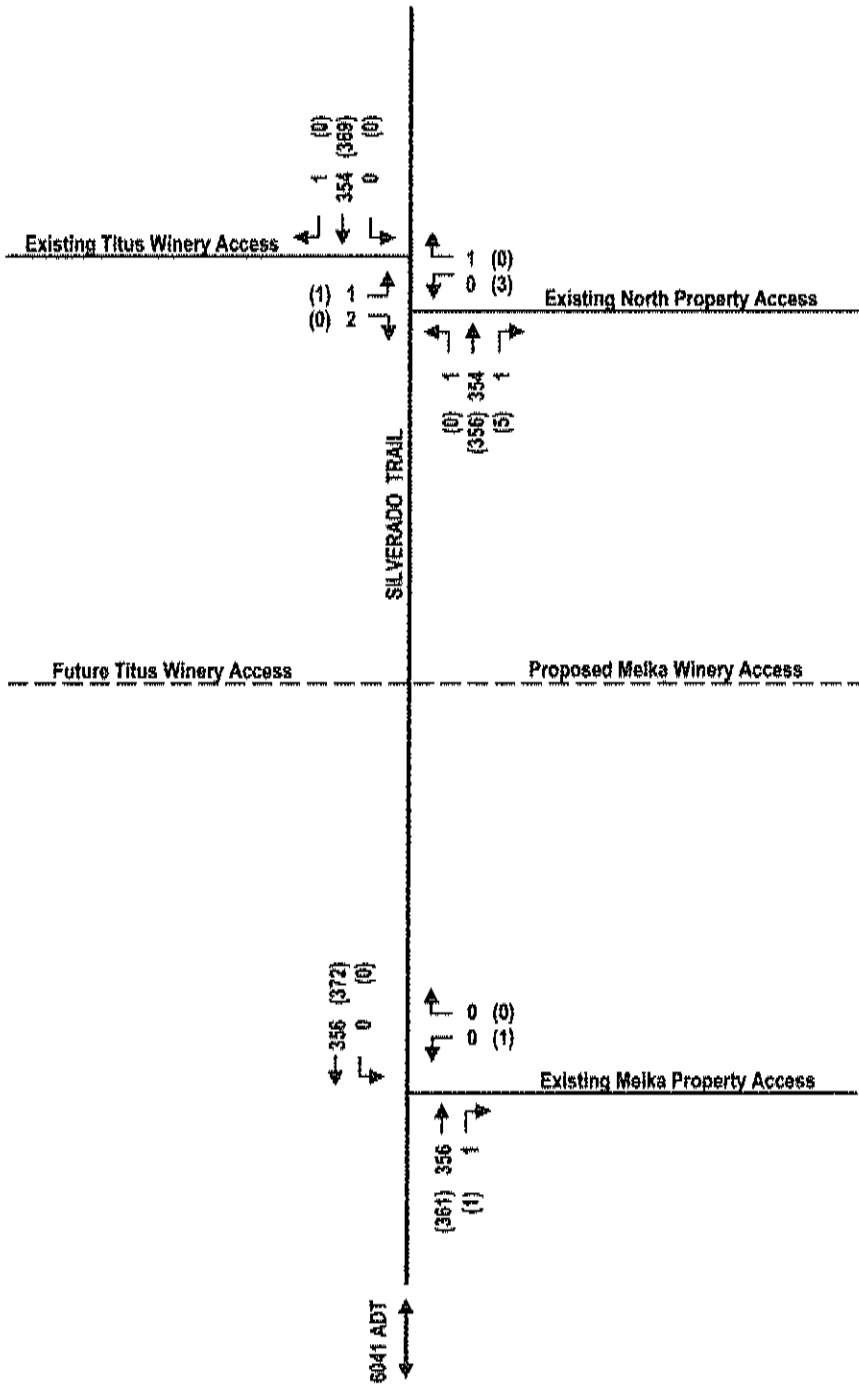 1 (0)
354 (369)
0 (0)
Existing Titus Winery Access
(1) 1
(0) 2
1 (0)
0 (3)
Existing North Property Access
(0) 1
(356) 354
(5) 1
SILVERADO TRAIL
Future Titus Winery Access
Proposed Melka Winery Access
356 (372)
0 (0)
0 (0)
0 (1)
Existing Melka Property Access
(361) 356
(1) 1
6041 ADT